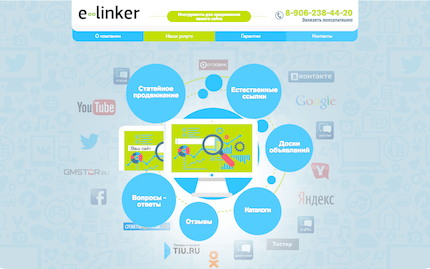 e linker
Инструменты для продвижения
вашего сайта
8-906-238-44-20
Заказать консультацию
О компании
Наши услуги
Гарантии
Контакты
Статейное
продвижение
Естественные
ссылки
ВКОНТАКТЕ
YouTube
Google
Ваш сайт
Доски
объявлений
GMSTAR.RU
Вопросы -
ответы
Яндекс
Каталоги
Отзывы
TIU.RU
Тостер